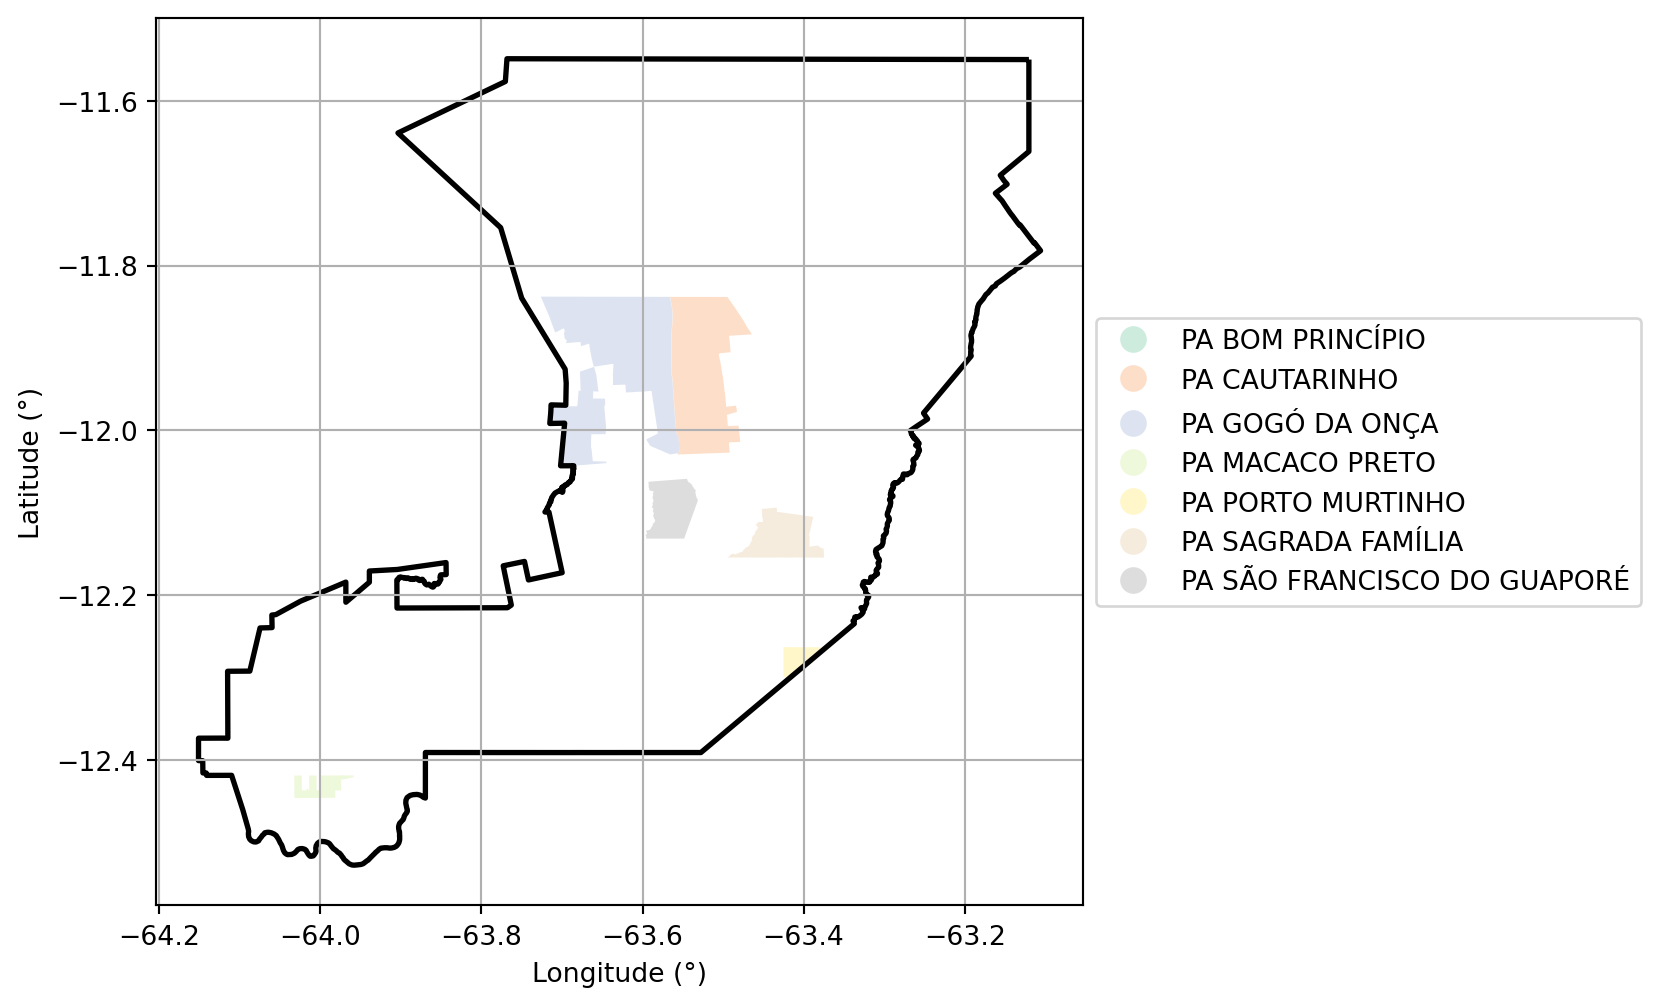 −11.6
−11.8
−12.0
−12.2
−12.4
Latitude (°)
−64.2
−64.0
−63.8
−63.6
−63.4
−63.2
Longitude (°)
PA BOM PRINCÍPIO
PA CAUTARINHO
PA GOGÓ DA ONÇA
PA MACACO PRETO
PA PORTO MURTINHO
PA SAGRADA FAMÍLIA
PA SÃO FRANCISCO DO GUAPORÉ